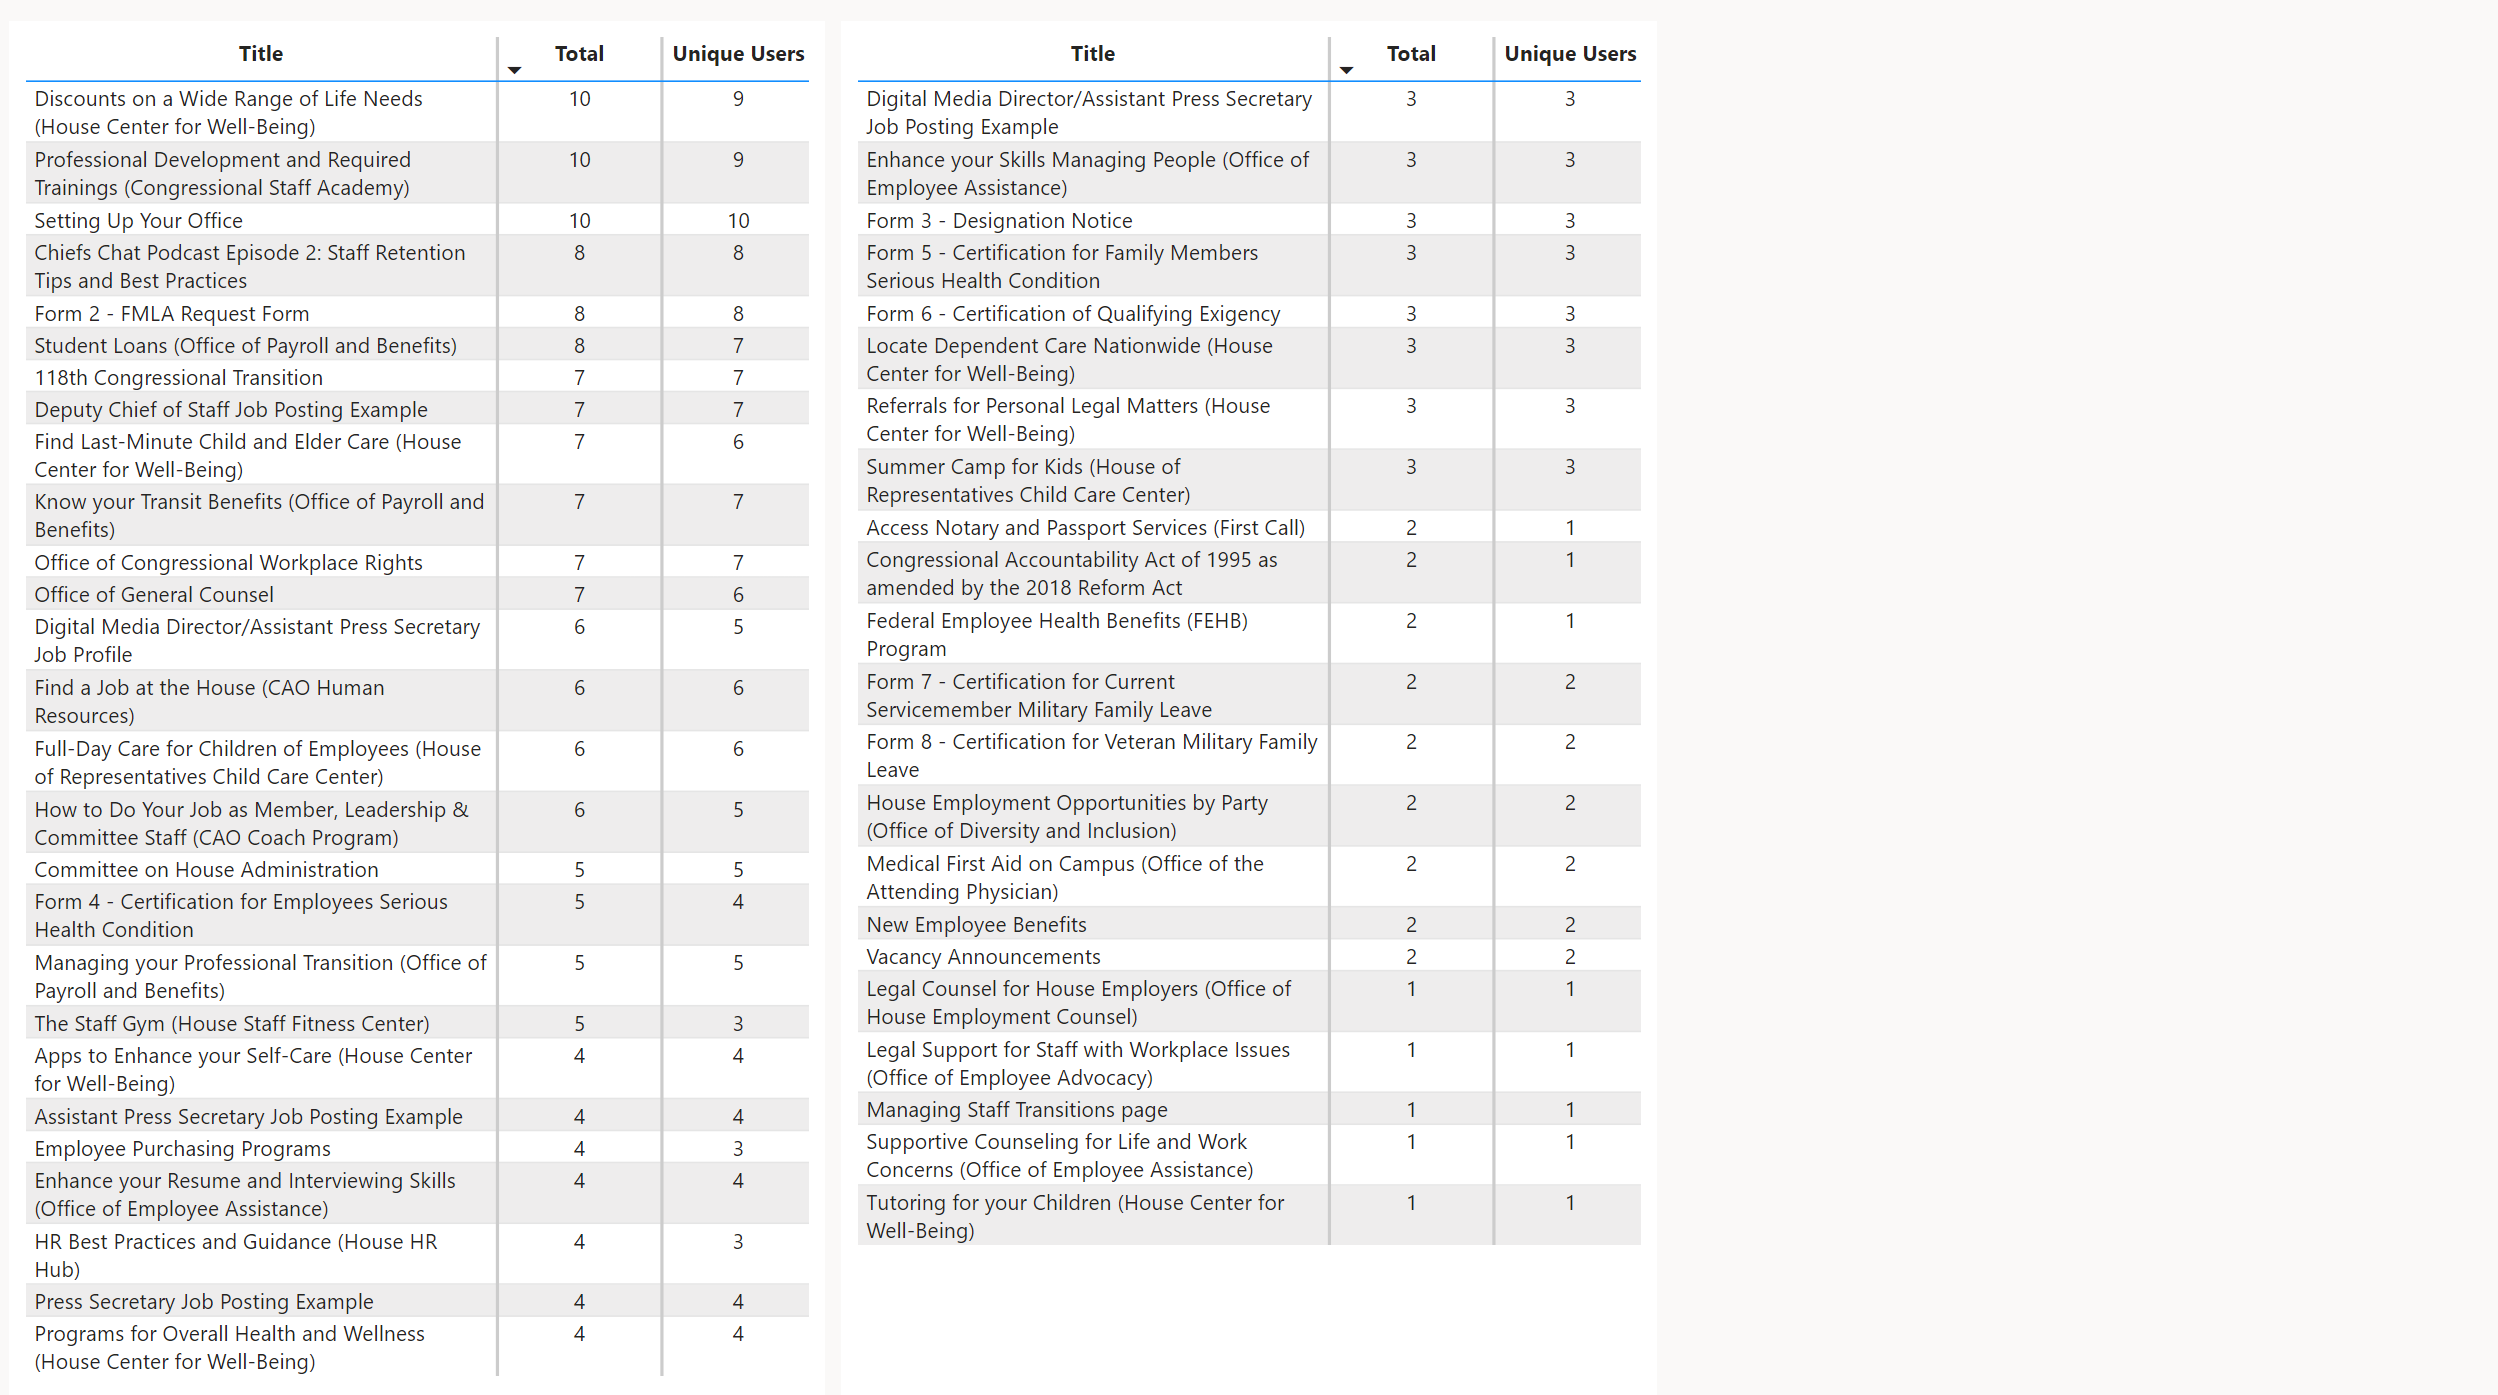 Title Total Unique Users
Discounts on a Wide Range of Life Needs 10 9
(House Center for Well-Being)
Professional Development and Required 10 9
Trainings (Congressional Staff Academy)
Setting Up Your Office 10 10
Chiefs Chat Podcast Episode 2: Staff Retention 8 8
Tips and Best Practices
Form 2 - FMLA Request Form 8 8
Student Loans (Office of Payroll and Benefits) 8 7
118th Congressional Transition 7 7
Deputy Chief of Staff Job Posting Example 7 7
Find Last-Minute Child and Elder Care (House 7 6
Center for Well-Being)
Know your Transit Benefits (Office of Payroll and 7 7
Benefits)
Office of Congressional Workplace Rights 7 7
Office of General Counsel 7 6
Digital Media Director/Assistant Press Secretary 6 5
Job Profile
Find a Job at the House (CAO Human 6 6
Resources)
Full-Day Care for Children of Employees (House 6 6
of Representatives Child Care Center)
How to Do Your Job as Member, Leadership & 6 5
Committee Staff (CAO Coach Program)
Committee on House Administration 5 5
Form 4 - Certification for Employees Serious 5 4
Health Condition
Managing your Professional Transition (Office of 5 5
Payroll and Benefits)
The Staff Gym (House Staff Fitness Center) 5 3
Apps to Enhance your Self-Care (House Center 4 4
for Well-Being)
Assistant Press Secretary Job Posting Example 4 4
Employee Purchasing Programs 4 3
Enhance your Resume and Interviewing Skills 4 4
(Office of Employee Assistance)
HR Best Practices and Guidance (House HR 4 3
Hub)
Press Secretary Job Posting Example 4 4
Programs for Overall Health and Wellness 4 4
(House Center for Well-Being)
Title Total Unique Users
Digital Media Director/Assistant Press Secretary 3 3
Job Posting Example
Enhance your Skills Managing People (Office of 3 3
Employee Assistance)
Form 3 - Designation Notice 3 3
Form 5 - Certification for Family Members 3 3
Serious Health Condition
Form 6 - Certification of Qualifying Exigency 3 3
Locate Dependent Care Nationwide (House 3 3
Center for Well-Being)
Referrals for Personal Legal Matters (House 3 3
Center for Well-Being)
Summer Camp for Kids (House of 3 3
Representatives Child Care Center)
Access Notary and Passport Services (First Call) 2 1
Congressional Accountability Act of 1995 as 2 1
amended by the 2018 Reform Act
Federal Employee Health Benefits (FEHB) 2 1
Program
Form 7 - Certification for Current 2 2
Servicemember Military Family Leave
Form 8 - Certification for Veteran Military Family 2 2
Leave
House Employment Opportunities by Party 2 2
(Office of Diversity and Inclusion)
Medical First Aid on Campus (Office of the 2 2
Attending Physician)
New Employee Benefits 2 2
Vacancy Announcements 2 2
Legal Counsel for House Employers (Office of 1 1
House Employment Counsel)
Legal Support for Staff with Workplace Issues 1 1
(Office of Employee Advocacy)
Managing Staff Transitions page 1 1
Supportive Counseling for Life and Work 1 1
Concerns (Office of Employee Assistance)
Tutoring for your Children (House Center for 1 1
Well-Being)